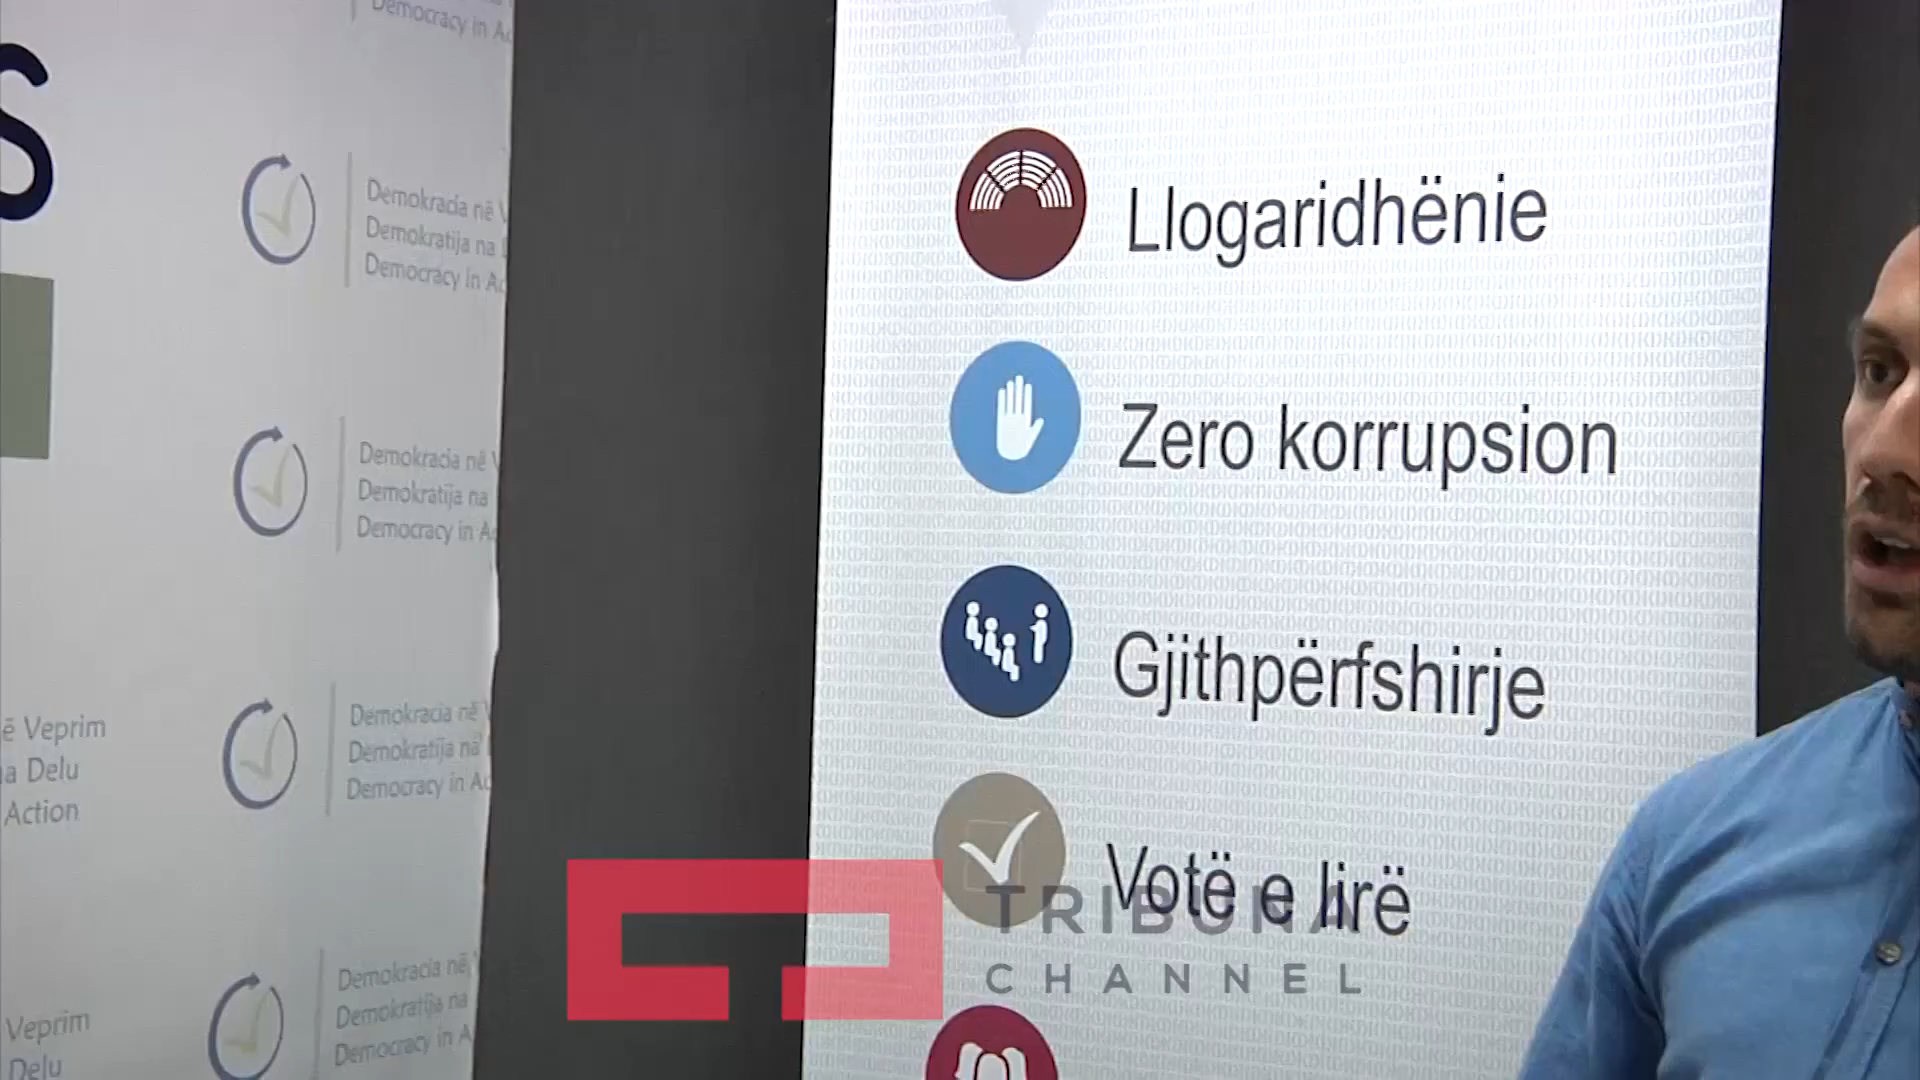 Democracy in
S
Demokracia në
Demokratija na
Democracy in
Demokracia në
Demokratija na
Democracy in
ë Veprim
na Delu
Action
Demokracia në
Demokratija na
Democracy in
Veprim
Delu
Demokracia në
Demokratija na
Democracy in
Llogaridhënie
Zero korrupsion
Gjithpërfshirje
Votë e lirë
TRIBUNA
CHANNEL